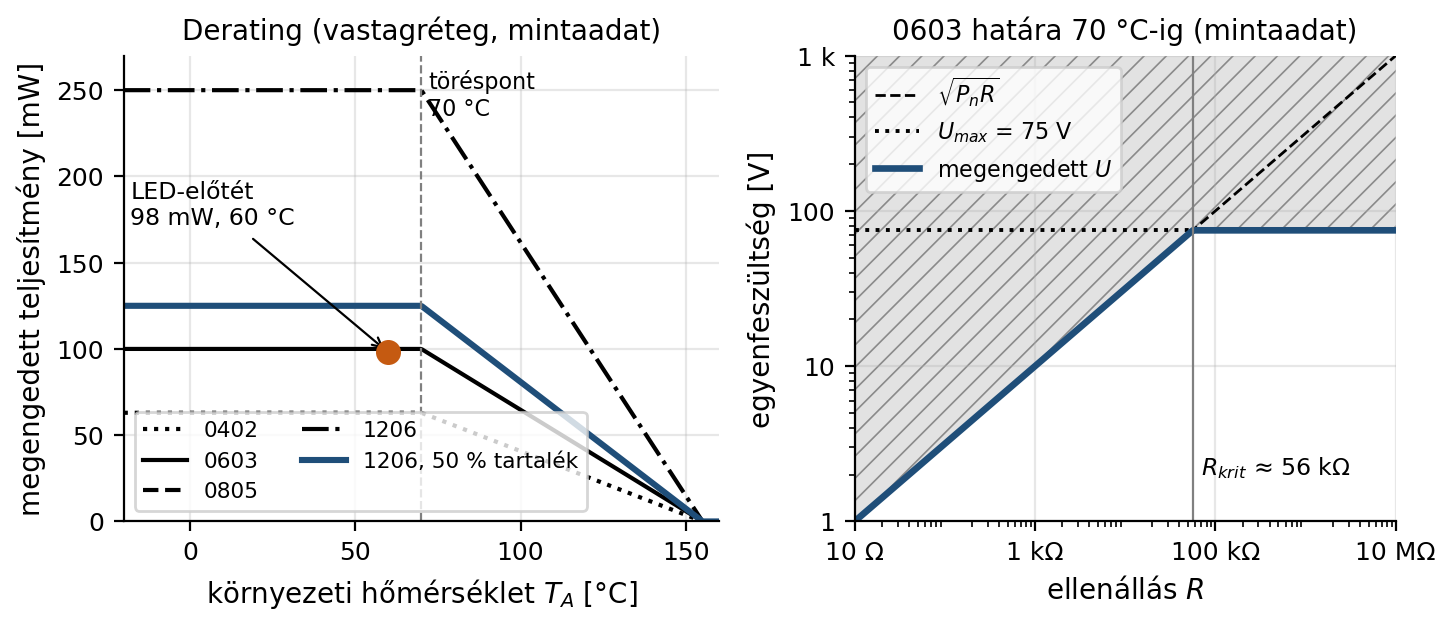 Derating (vastagréteg, mintaadat)
megengedett teljesítmény [mW]
250
200
150
100
50
0
töréspont
70 °C
LED-előtét
98 mW, 60 °C
0402
0603
0805
1206
1206, 50 % tartalék
0
50
100
150
környezeti hőmérséklet T_A [°C]
0603 határa 70 °C-ig (mintaadat)
egyenfeszültség [V]
1 k
100
10
1
√P_nR
U_max = 75 V
megengedett U
R_krit ≈ 56 kΩ
10 Ω
1 kΩ
100 kΩ
10 MΩ
ellenállás R